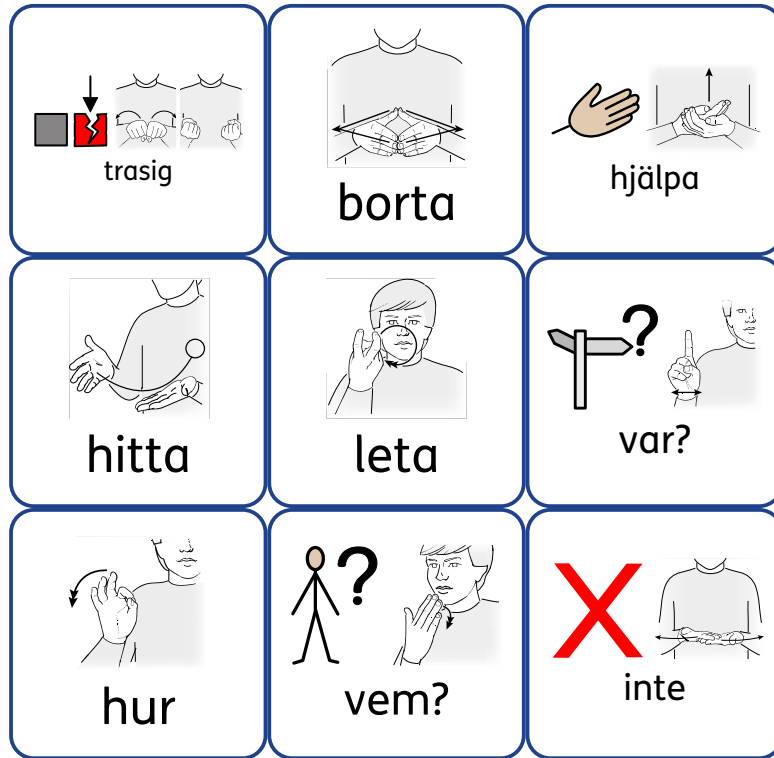 trasig
borta
hjälpa
hitta
leta
?
var?
hur
?
vem?
inte